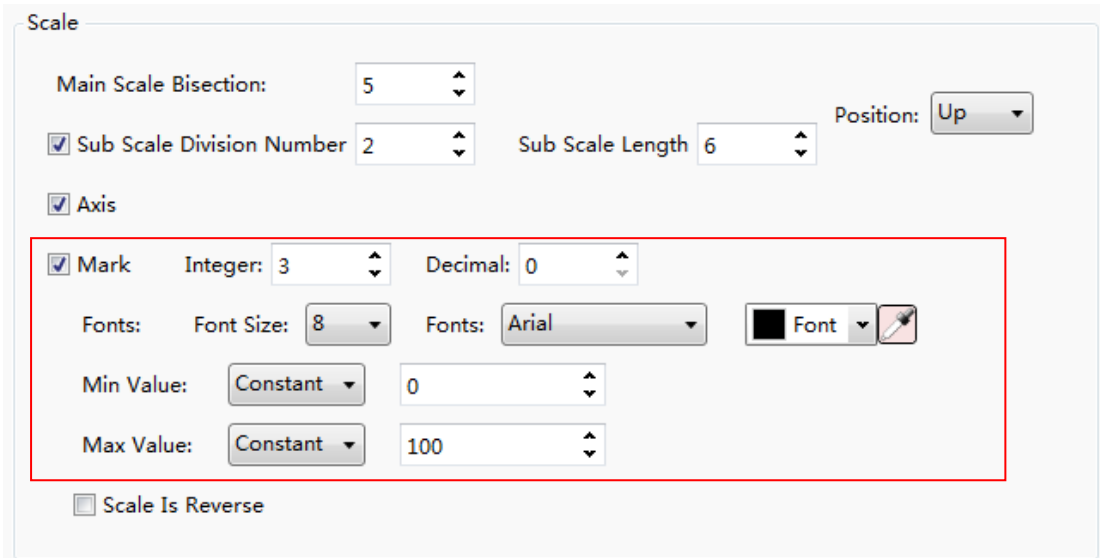 Scale
Main Scale Bisection: 5
Position: Up
Sub Scale Division Number 2 Sub Scale Length 6
Axis
Mark Integer: 3 Decimal: 0
Fonts: Font Size: 8 Fonts: Arial Font
Min Value: Constant 0
Max Value: Constant 100
Scale Is Reverse